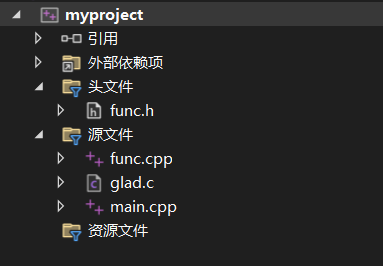 myproject
引用
外部依赖项
头文件
func.h
源文件
func.cpp
glad.c
main.cpp
资源文件